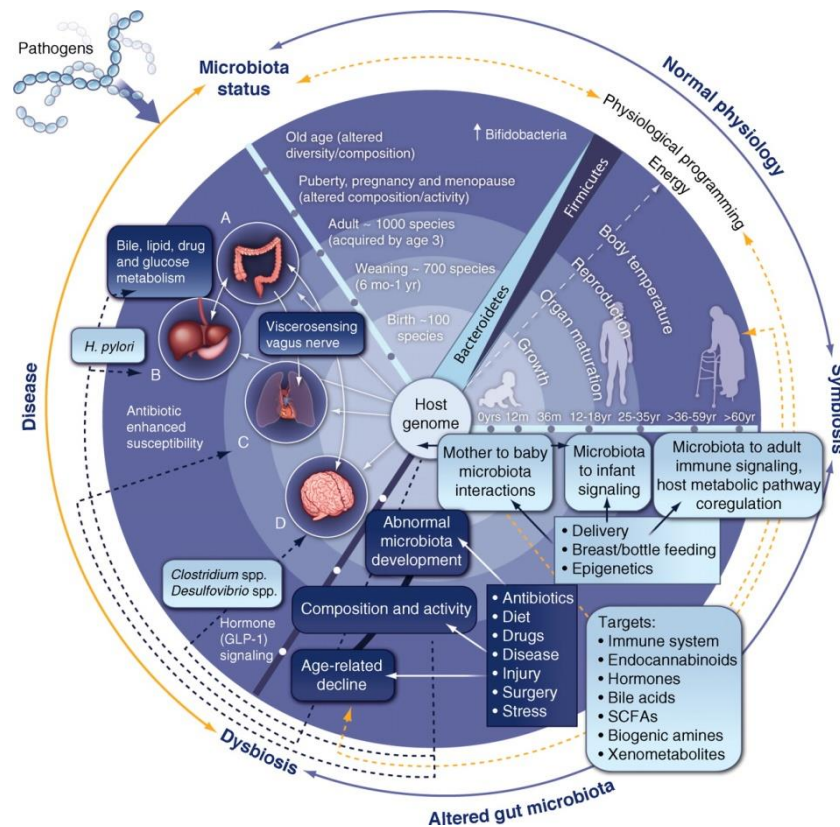 Pathogens
Microbiota
status
Normal physiology
Physiological programming
Energy
Old age (altered
diversity/composition)
↑ Bifidobacteria
Firmicutes
Puberty, pregnancy and menopause
(altered composition/activity)
Adult ~ 1000 species
(acquired by age 3)
Weaning ~ 700 species
(6 mo-1 yr)
Birth ~100
species
Bacteroidetes
Body temperature
Reproduction
Organ maturation
Growth
A
Bile, lipid, drug
and glucose
metabolism
Viscerosensing
vagus nerve
H. pylori
B
Disease
Antibiotic
enhanced
susceptibility
C
D
Host
genome
0yrs 12m 36m 12-18yr 25-35yr >36-59yr >60yr
Symbiosis
Mother to baby
microbiota
interactions
Microbiota
to infant
signaling
Microbiota to adult
immune signaling,
host metabolic pathway
coregulation
• Delivery
• Breast/bottle feeding
• Epigenetics
Abnormal
microbiota
development
Clostridium spp.
Desulfovibrio spp.
Composition and activity
Hormone
(GLP-1)
signaling
Age-related
decline
• Antibiotics
• Diet
• Drugs
• Disease
• Injury
• Surgery
• Stress
Targets:
• Immune system
• Endocannabinoids
• Hormones
• Bile acids
• SCFAs
• Biogenic amines
• Xenometabolites
Dysbiosis
Altered gut microbiota